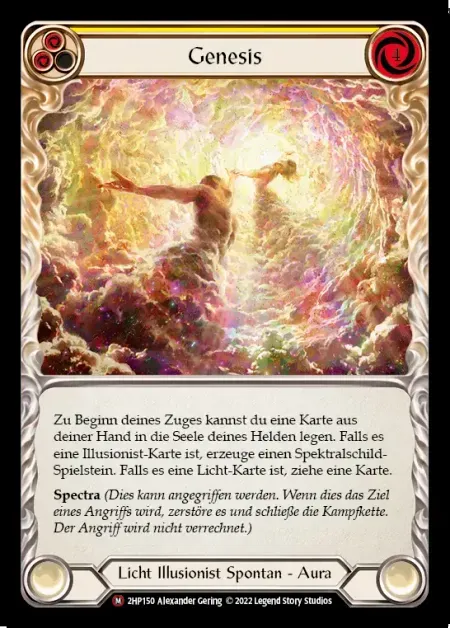 Genesis
4
Zu Beginn deines Zuges kannst du eine Karte aus
deiner Hand in die Seele deines Helden legen. Falls es
eine Illusionist-Karte ist, erzeuge einen Spektralschild-
Spielstein. Falls es eine Licht-Karte ist, ziehe eine Karte.
Spectra (Dies kann angegriffen werden. Wenn dies das Ziel
eines Angriffs wird, zerstöre es und schließe die Kampfkette.
Der Angriff wird nicht verrechnet.)
Licht Illusionist Spontan - Aura
M 2HP150 Alexander Gering © 2022 Legend Story Studios